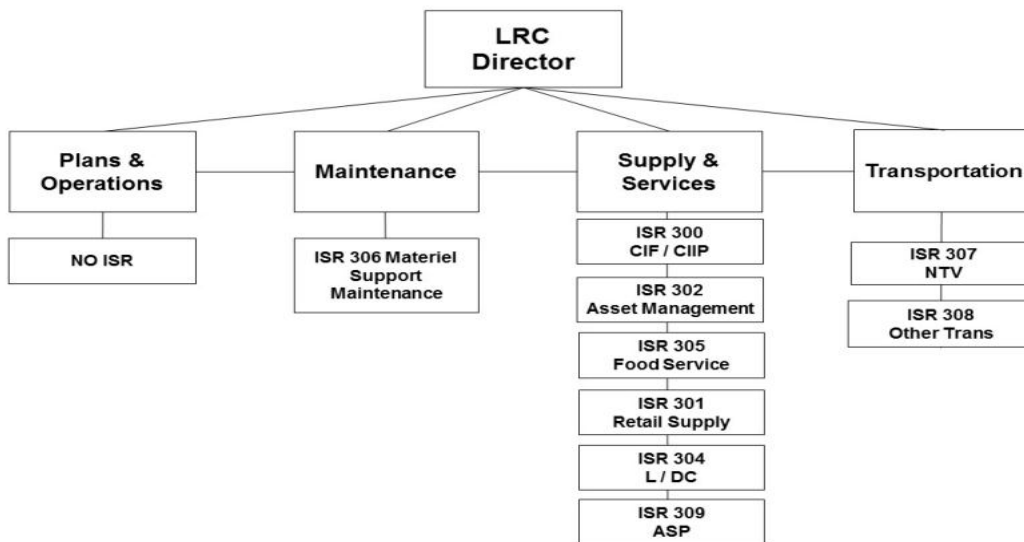 LRC
Director
Plans &
Operations
Maintenance
Supply &
Services
Transportation
NO ISR
ISR 306 Materiel
Support
Maintenance
ISR 300
CIF / CIIP
ISR 302
Asset Management
ISR 305
Food Service
ISR 301
Retail Supply
ISR 304
L / DC
ISR 309
ASP
ISR 307
NTV
ISR 308
Other Trans